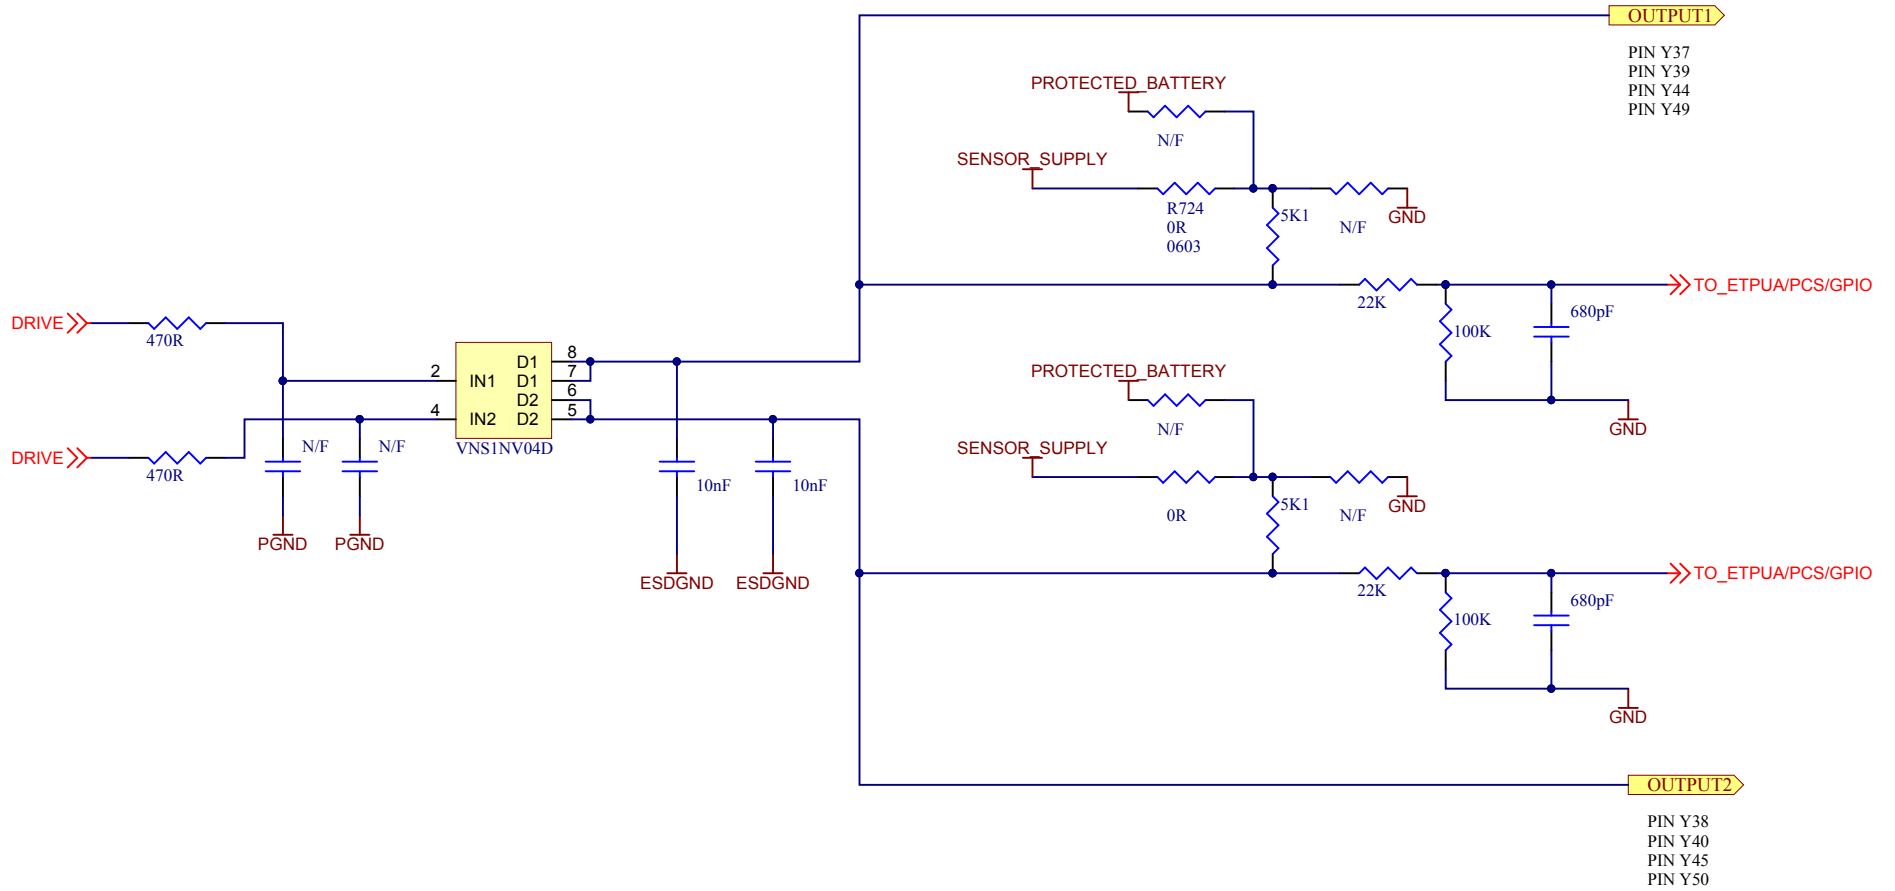 OUTPUT1
PIN Y37
PIN Y39
PIN Y44
PIN Y49
PROTECTED_BATTERY
N/F
SENSOR_SUPPLY
R724
0R
0603
5K1
N/F
GND
22K
TO_ETPUA/PCS/GPIO
100K
680pF
GND
DRIVE
470R
DRIVE
470R
N/F
N/F
PGND
PGND
2
IN1
4
IN2
D1
8
D1
7
D2
6
D2
5
VNS1NV04D
10nF
10nF
ESDGND
ESDGND
PROTECTED_BATTERY
N/F
SENSOR_SUPPLY
0R
5K1
N/F
GND
22K
TO_ETPUA/PCS/GPIO
100K
680pF
GND
OUTPUT2
PIN Y38
PIN Y40
PIN Y45
PIN Y50